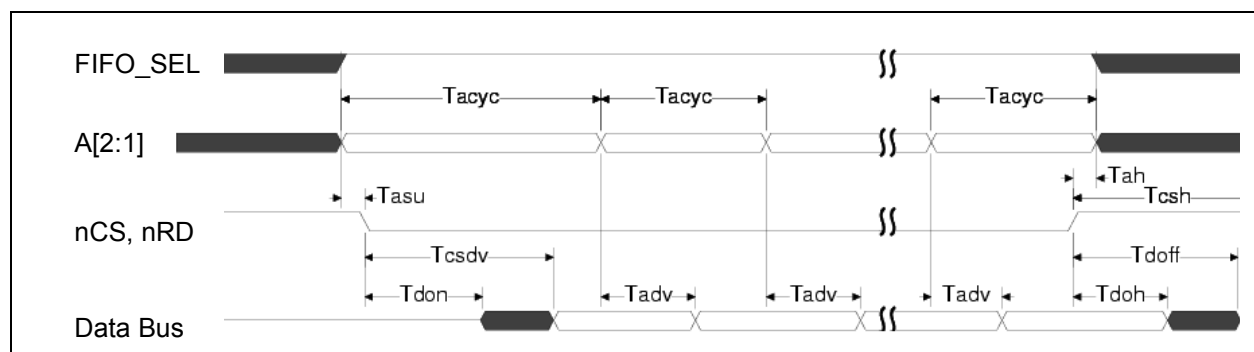 FIFO_SEL
Tacyc Tacyc Tacyc
A[2:1]
Tasu
Tah
Tcsh
nCS, nRD
Tcsdv
Tdoff
Tdon
Tadv
Tadv
Tadv
Tdoh
Data Bus